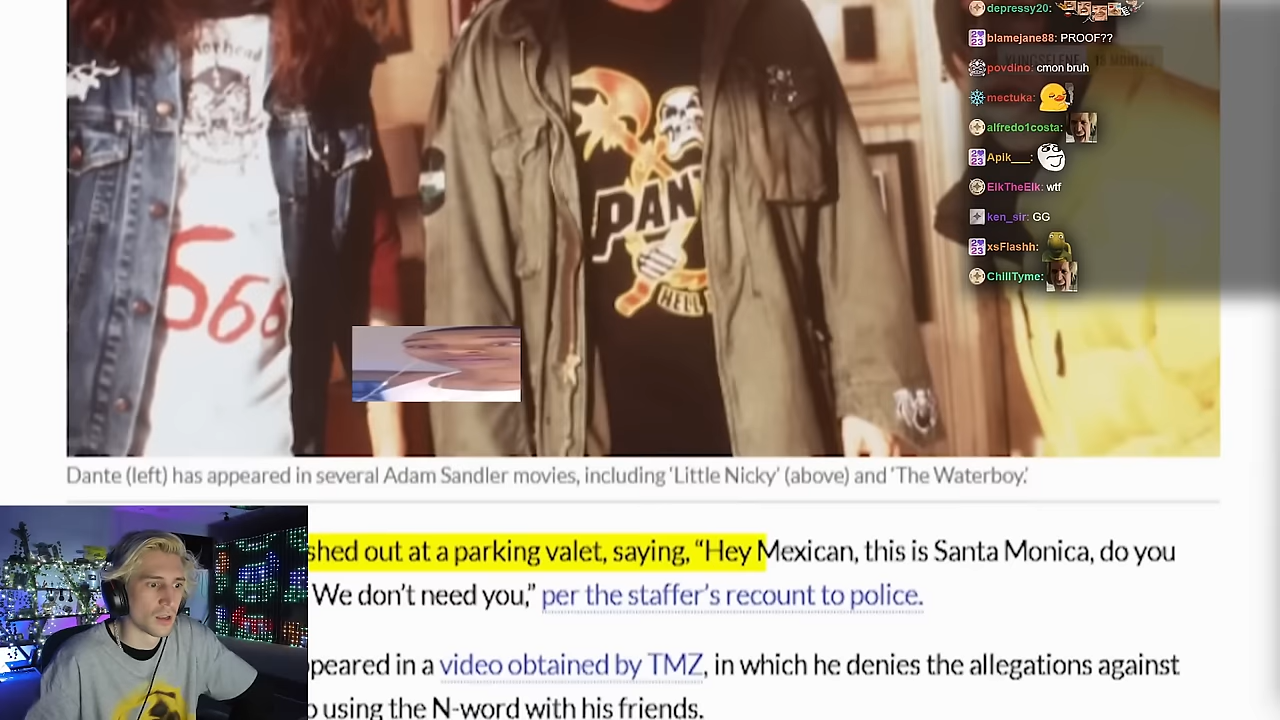 depressy20:
blamejane88: PROOF??
povdino: cmon bruh
mectuka:
alfredo1costa:
Apik___:
ElkTheElk: wtf
ken_sir: GG
xsFlashh:
ChillTyme:
566
PAN
HELL
Dante (left) has appeared in several Adam Sandler movies, including ‘Little Nicky’ (above) and ‘The Waterboy.’
shed out at a parking valet, saying, “Hey Mexican, this is Santa Monica, do you
We don’t need you,” per the staffer’s recount to police.
peared in a video obtained by TMZ, in which he denies the allegations against
o using the N-word with his friends.